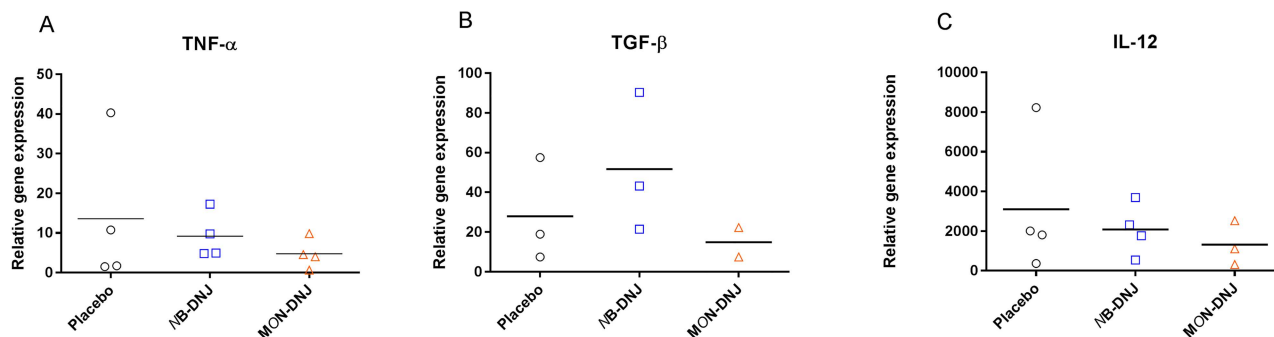 A
TNF-α
Relative gene expression
50
40
30
20
10
0
Placebo
NB-DNJ
MON-DNJ
B
TGF-β
Relative gene expression
100
80
60
40
20
0
Placebo
NB-DNJ
MON-DNJ
C
IL-12
Relative gene expression
10000
8000
6000
4000
2000
0
Placebo
NB-DNJ
MON-DNJ